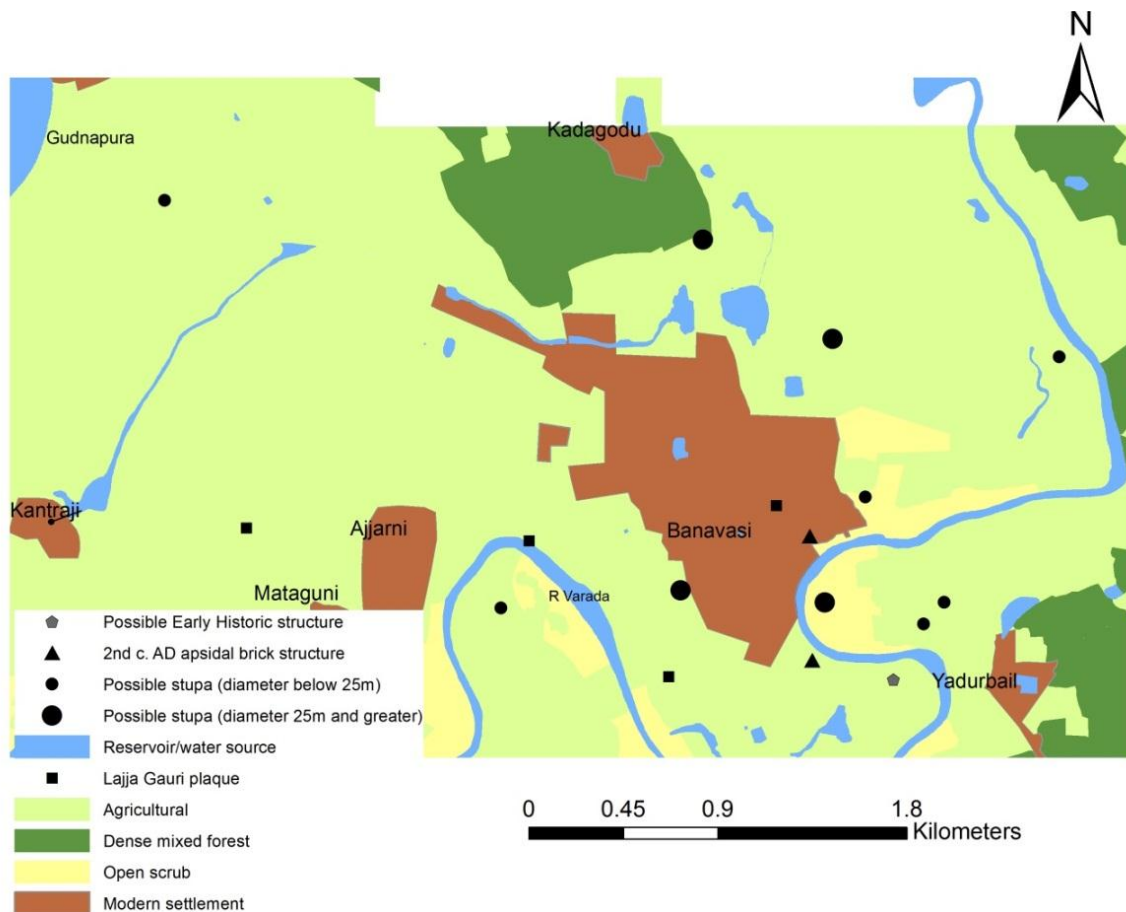 N
Gudnapura
Kadagodu
Kantraji
Ajjarni
Banavasi
Mataguni
R Varada
Yadurbail
Possible Early Historic structure
2nd c. AD apsidal brick structure
Possible stupa (diameter below 25m)
Possible stupa (diameter 25m and greater)
Reservoir/water source
Lajja Gauri plaque
Agricultural
Dense mixed forest
Open scrub
Modern settlement
0 0.45 0.9 1.8
Kilometers